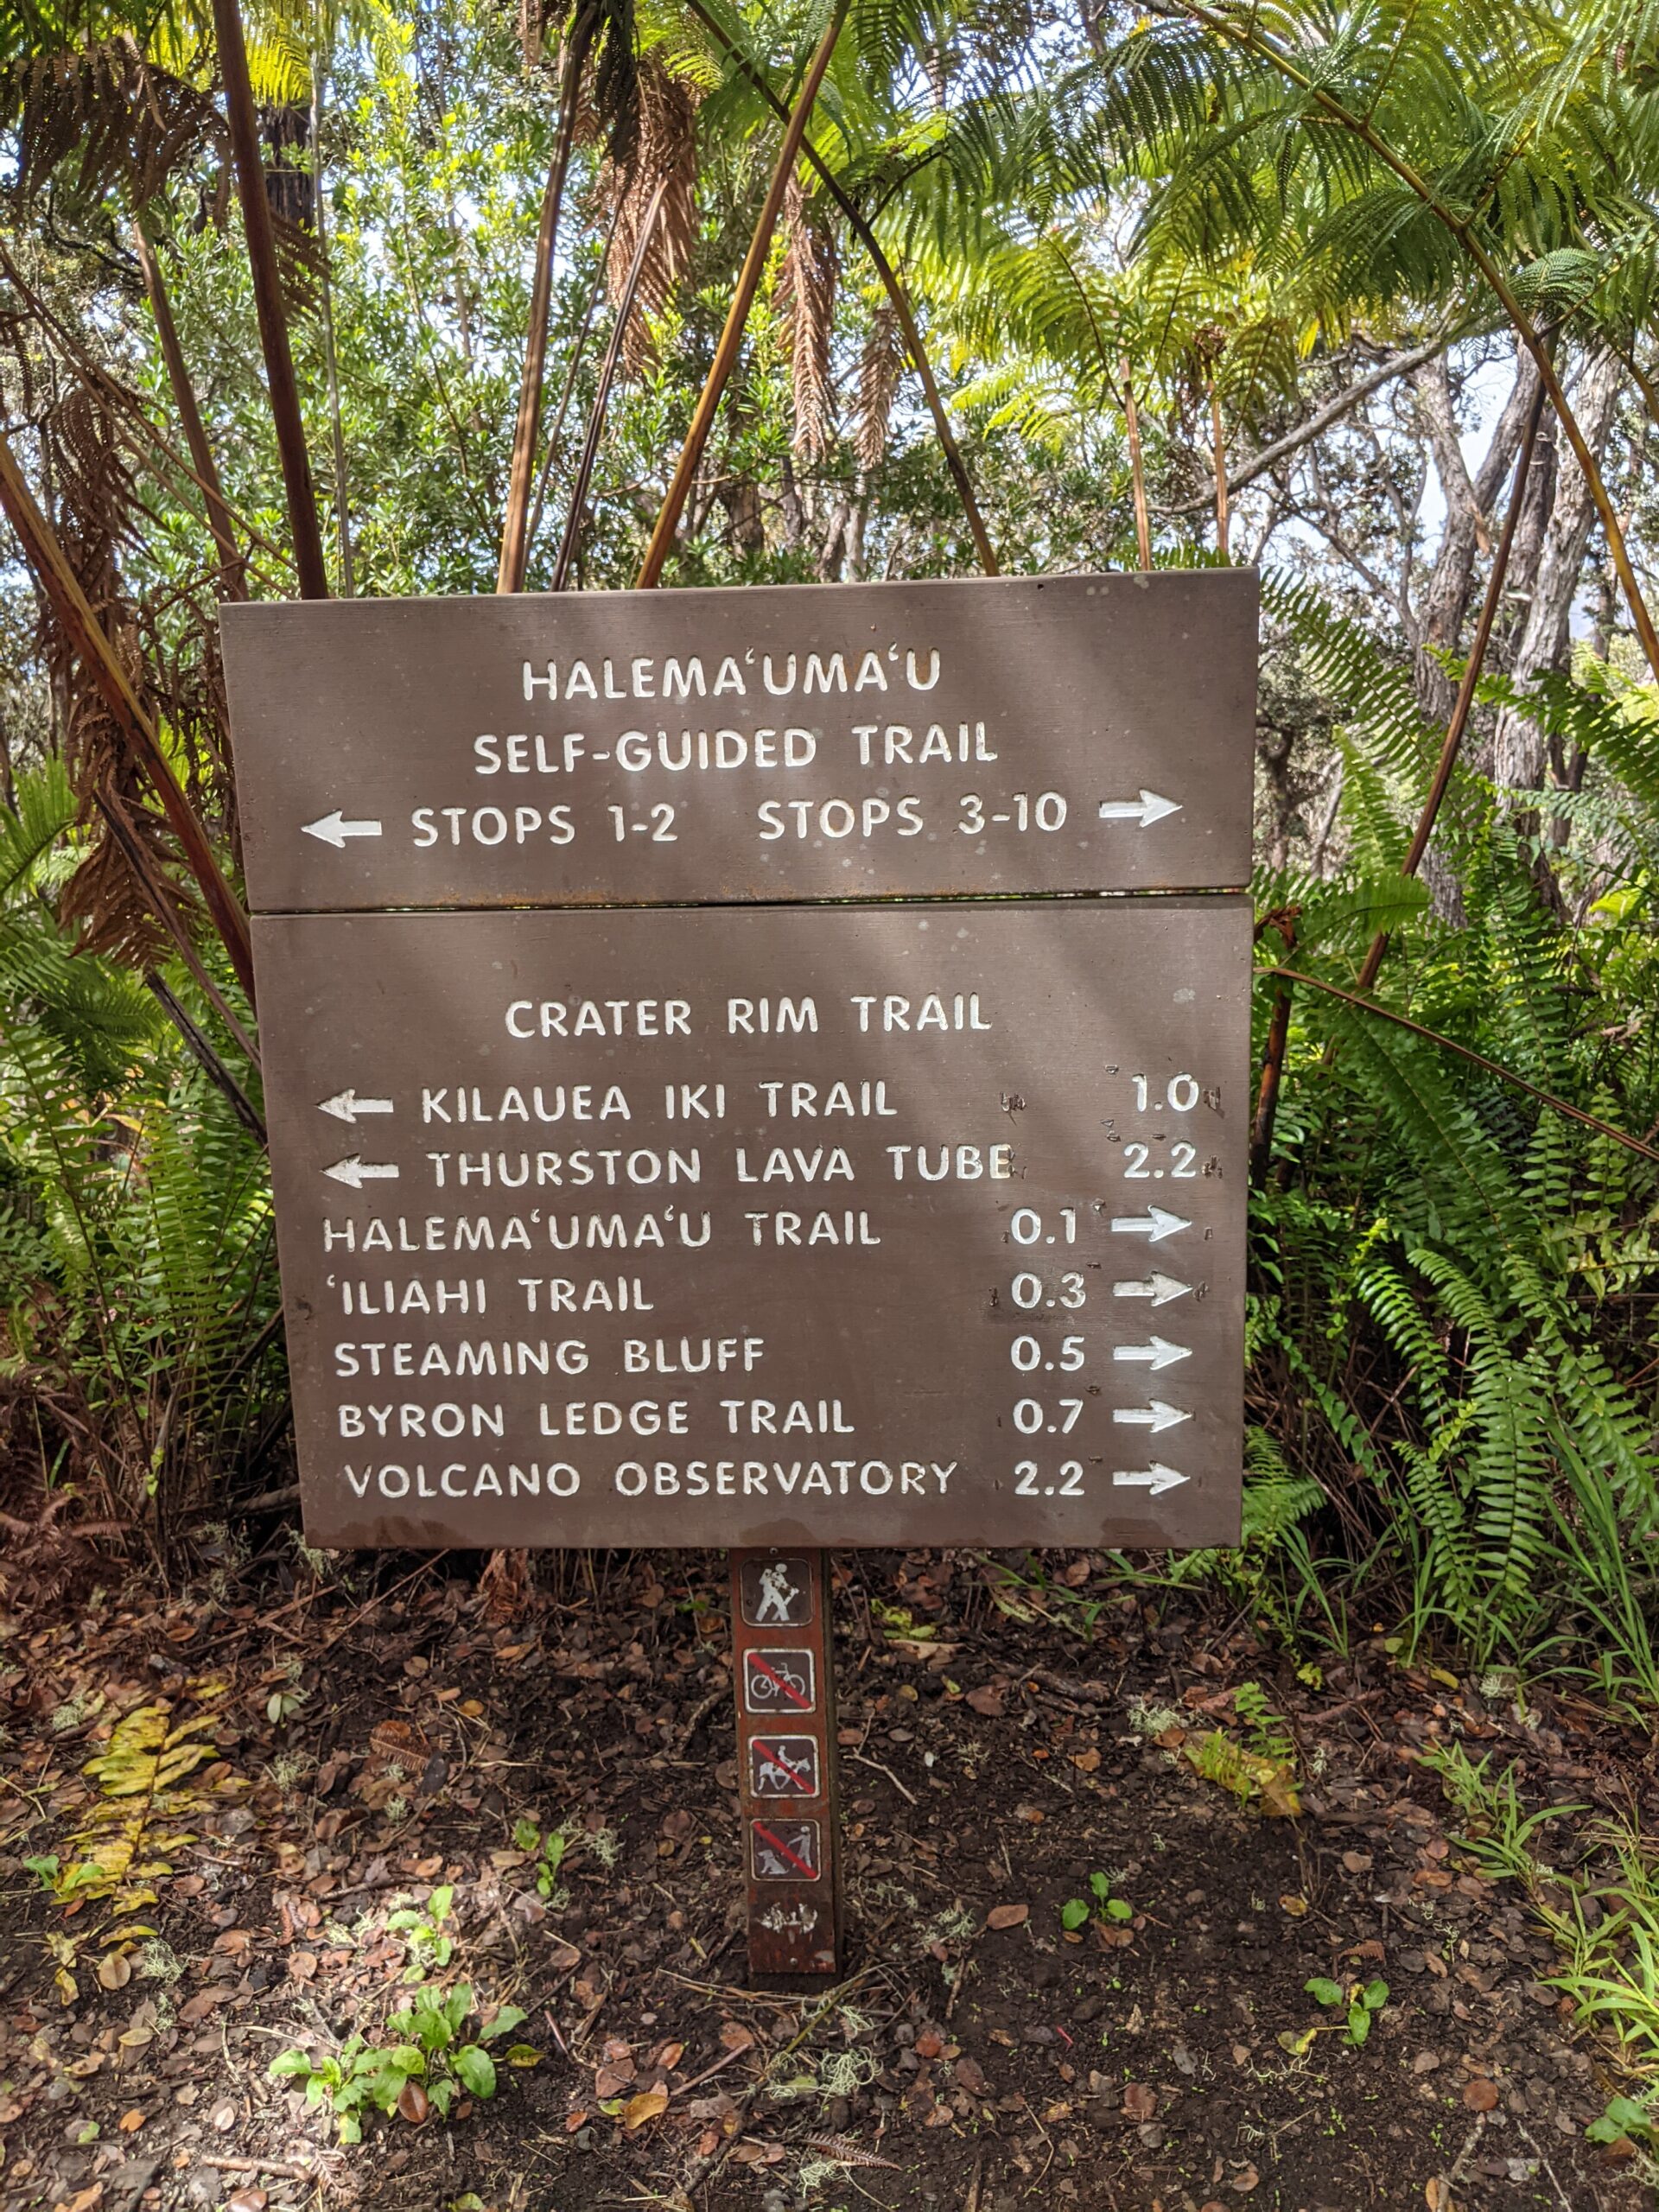 HALEMAʻUMAʻU
SELF-GUIDED TRAIL
← STOPS 1-2 STOPS 3-10 →
CRATER RIM TRAIL
← KILAUEA IKI TRAIL 1.0
← THURSTON LAVA TUBE 2.2
HALEMAʻUMAʻU TRAIL 0.1 →
ʻILIAHI TRAIL 0.3 →
STEAMING BLUFF 0.5 →
BYRON LEDGE TRAIL 0.7 →
VOLCANO OBSERVATORY 2.2 →